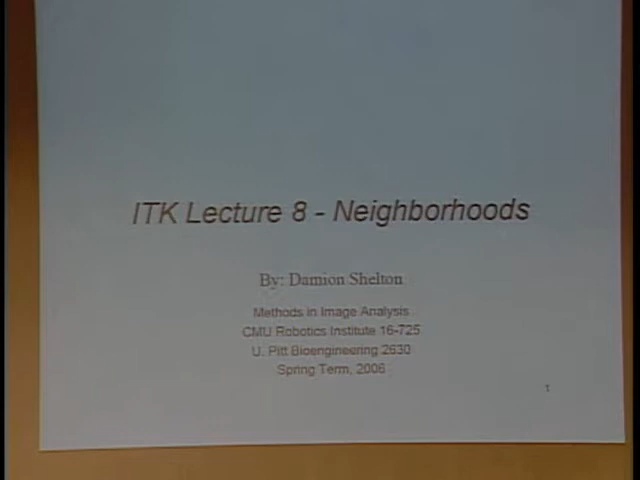 ITK Lecture 8 - Neighborhoods
By: Damion Shelton
Methods in Image Analysis
CMU Robotics Institute 16-725
U. Pitt Bioengineering 2630
Spring Term, 2006
1